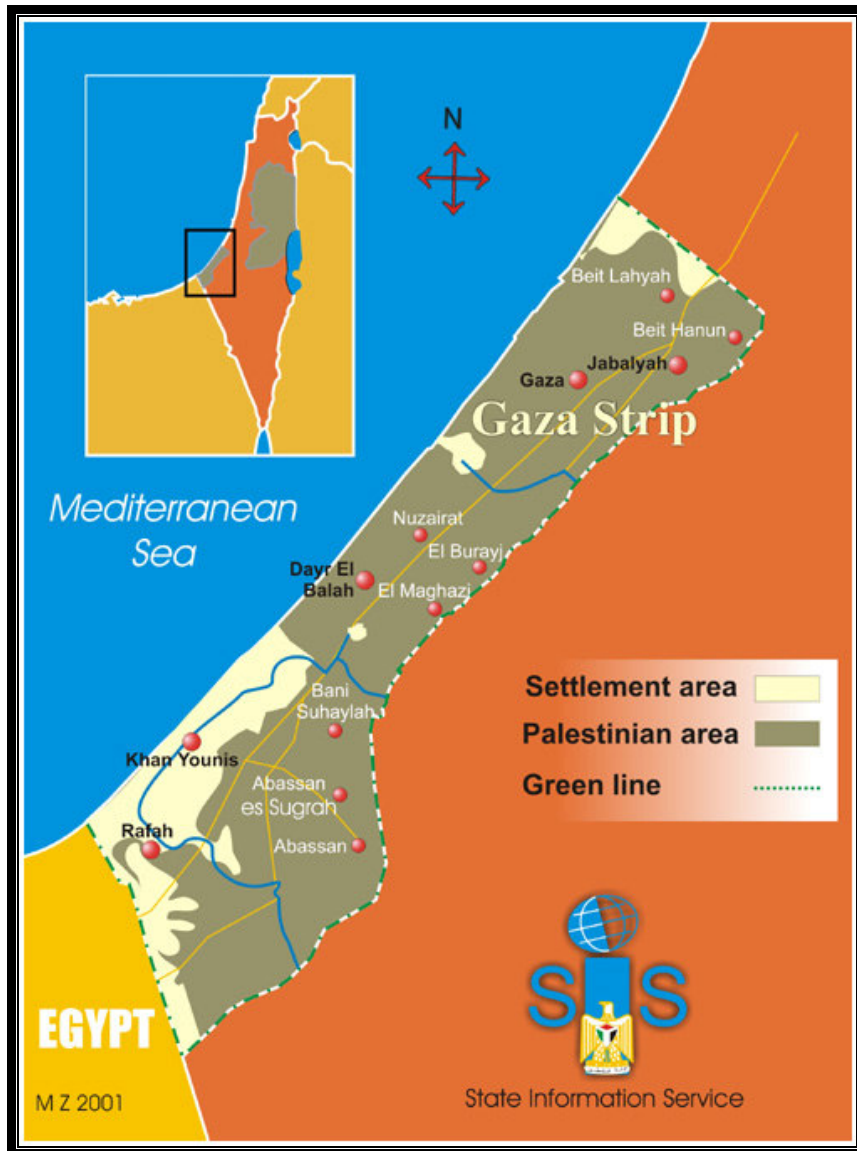 N
Beit Lahyah
Beit Hanun
Jabalyah
Gaza
Gaza Strip
Mediterranean
Sea
Nuzairat
El Burayj
Dayr El
Balah
El Maghazi
Bani
Suhaylah
Settlement area
Palestinian area
Green line
Khan Younis
Abassan
es Sugrah
Rafah
Abassan
EGYPT
SIS
M Z 2001
State Information Service